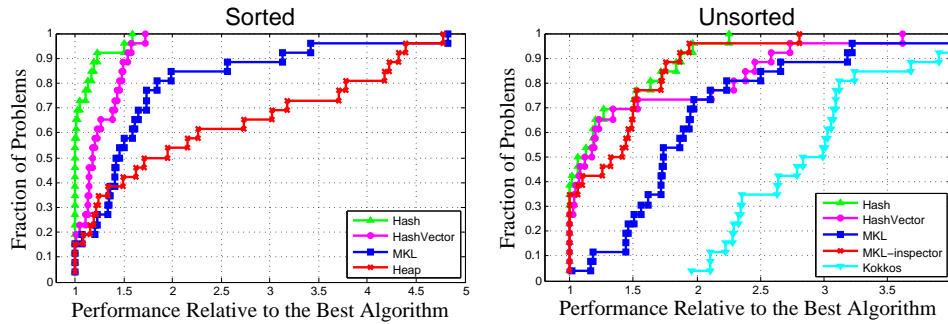 Sorted
Fraction of Problems
1
0.9
0.8
0.7
0.6
0.5
0.4
0.3
0.2
0.1
0
1
1.5
2
2.5
3
3.5
4
4.5
5
Performance Relative to the Best Algorithm
Hash
HashVector
MKL
Heap
Unsorted
Fraction of Problems
1
0.9
0.8
0.7
0.6
0.5
0.4
0.3
0.2
0.1
0
1
1.5
2
2.5
3
3.5
Performance Relative to the Best Algorithm
Hash
HashVector
MKL
MKL-inspector
Kokkos